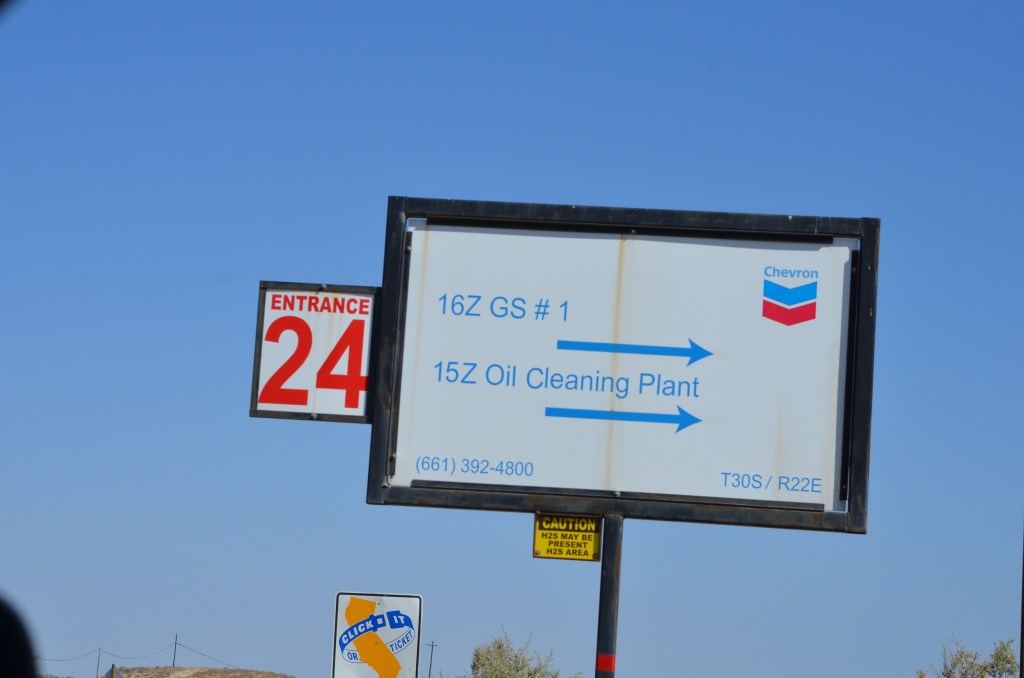 ENTRANCE
24
Chevron
16Z GS # 1
15Z Oil Cleaning Plant
(661) 392-4800
T30S / R22E
CAUTION
H2S MAY BE
PRESENT
H2S AREA
CLICK IT
OR TICKET